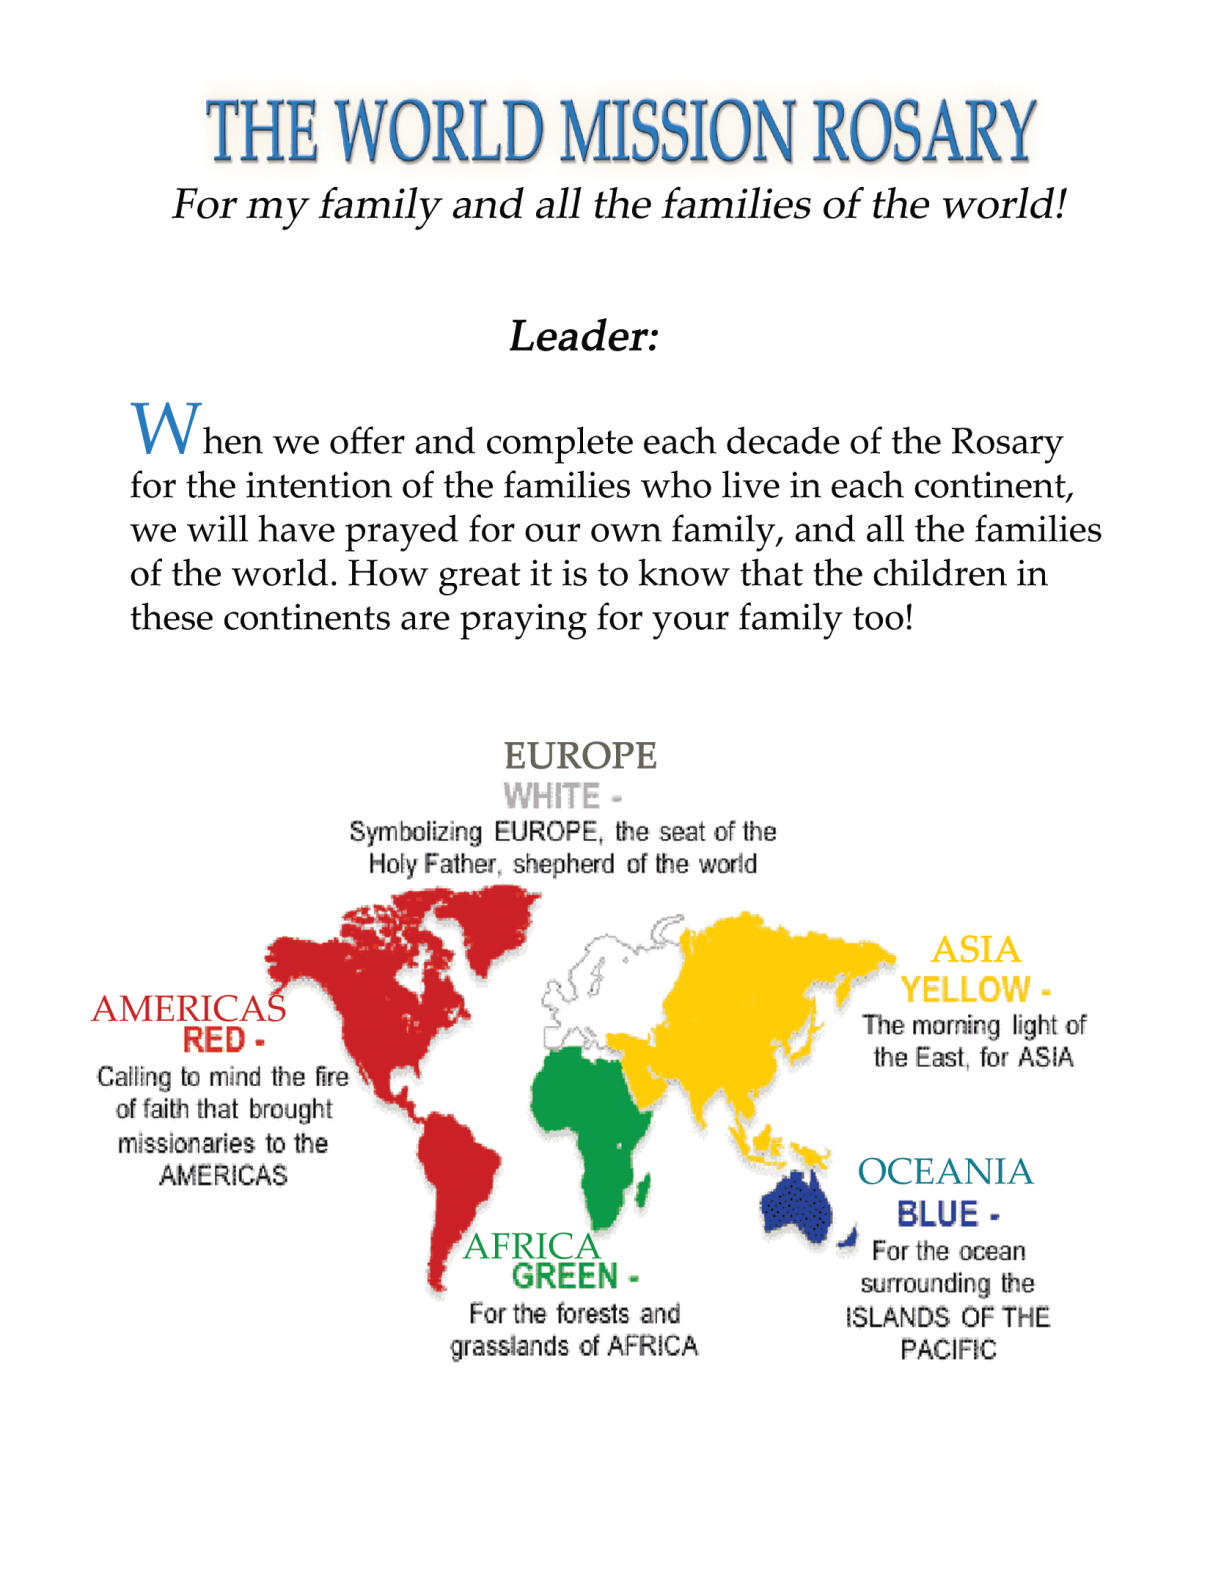 THE WORLD MISSION ROSARY
For my family and all the families of the world!
Leader:
When we offer and complete each decade of the Rosary
for the intention of the families who live in each continent,
we will have prayed for our own family, and all the families
of the world. How great it is to know that the children in
these continents are praying for your family too!
EUROPE
WHITE -
Symbolizing EUROPE, the seat of the
Holy Father, shepherd of the world
AMERICAS
RED -
Calling to mind the fire
of faith that brought
missionaries to the
AMERICAS
ASIA
YELLOW -
The morning light of
the East, for ASIA
AFRICA
GREEN -
For the forests and
grasslands of AFRICA
OCEANIA
BLUE -
For the ocean
surrounding the
ISLANDS OF THE
PACIFIC